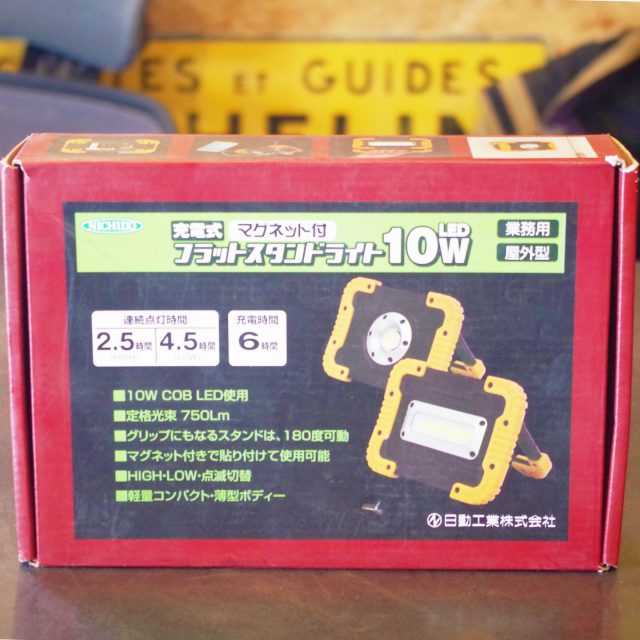 ES ET GUIDES
NICHIDO
充電式 マグネット付
フラットスタンドライト 10W
LED
業務用
屋外型
連続点灯時間
2.5時間 4.5時間
(HIGH) (LOW)
充電時間
6時間
■10W COB LED使用
■定格光束 750Lm
■グリップにもなるスタンドは、180度可動
■マグネット付きで貼り付けて使用可能
■HIGH・LOW・点滅切替
■軽量コンパクト・薄型ボディー
日動工業株式会社